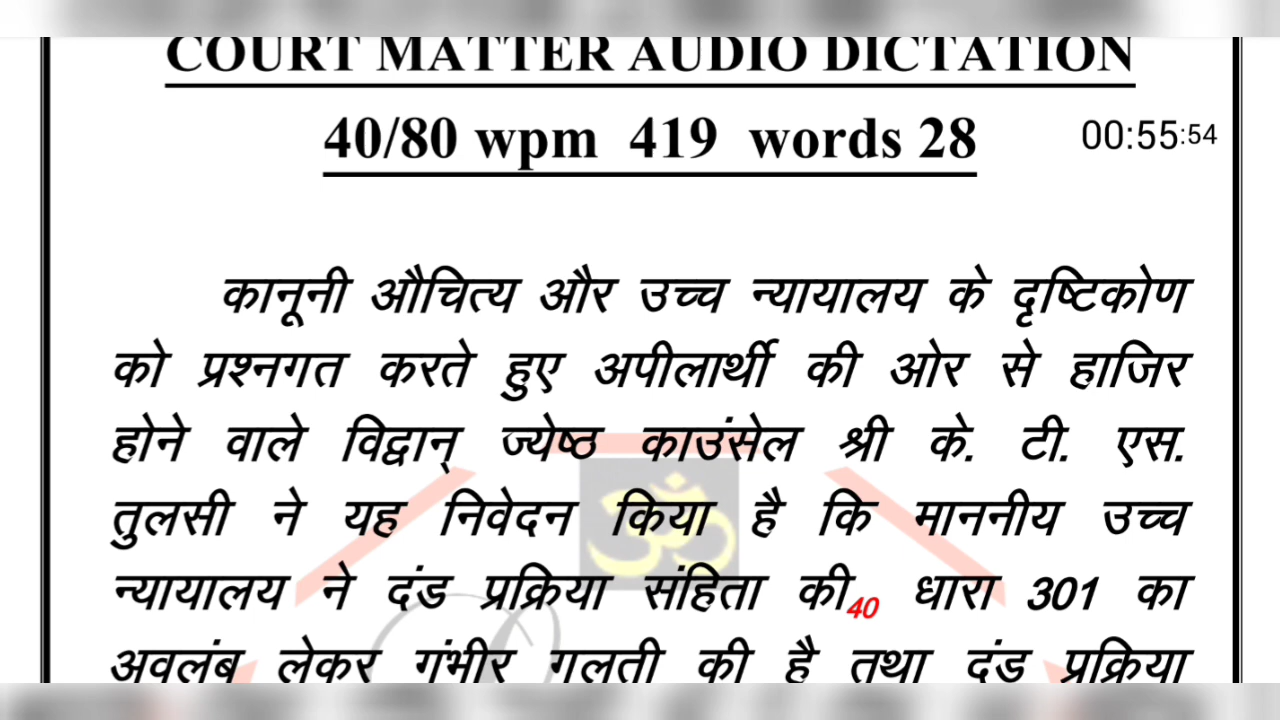 COURT MATTER AUDIO DICTATION
40/80 wpm 419 words 28
00:55:54
कानूनी औचित्य और उच्च न्यायालय के दृष्टिकोण
को प्रश्नगत करते हुए अपीलार्थी की ओर से हाजिर
होने वाले विद्वान् ज्येष्ठ काउंसेल श्री के. टी. एस.
तुलसी ने यह निवेदन किया है कि माननीय उच्च
न्यायालय ने दंड प्रक्रिया संहिता की40 धारा 301 का
अवलंब लेकर गंभीर गलती की है तथा दंड प्रक्रिया
ॐ